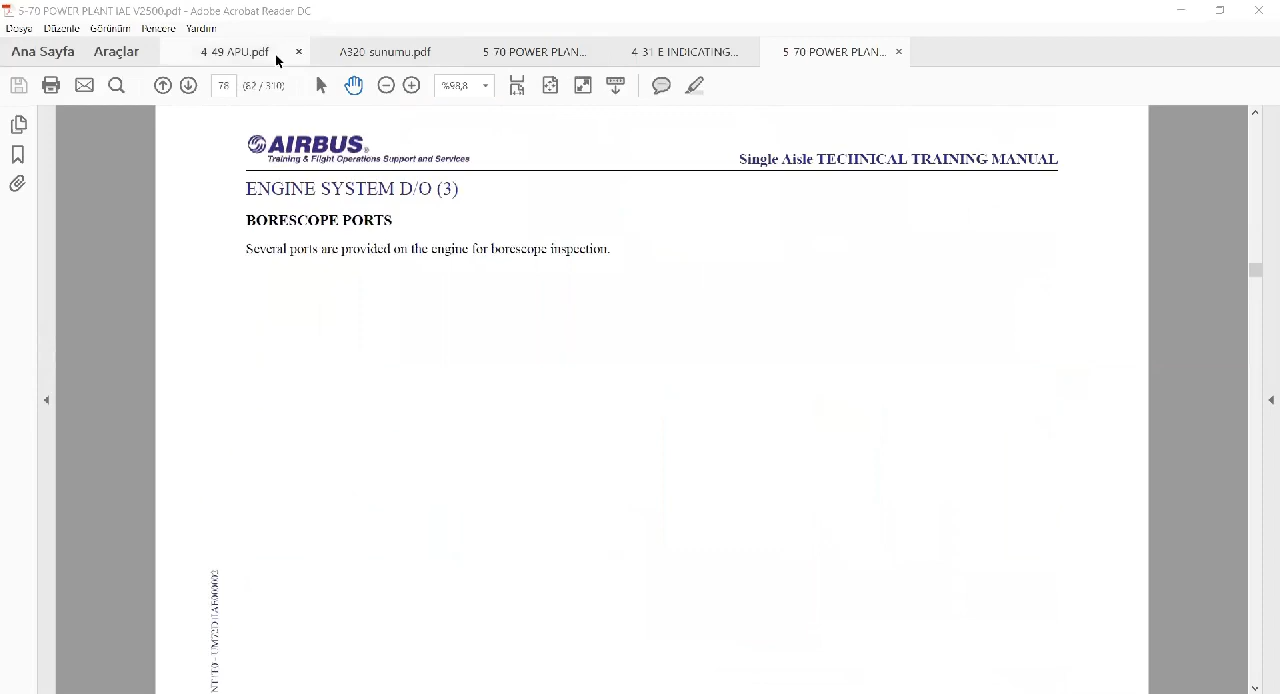 5-70 POWER PLANT IAE V2500.pdf - Adobe Acrobat Reader DC
Dosya Düzenle Görünüm Pencere Yardım
Ana Sayfa Araçlar 4-49 APU.pdf × A320-sunumu.pdf 5-70 POWER PLAN... 4-31 E INDICATING... 5-70 POWER PLAN... ×
78 (82 / 310) %98,8
AIRBUS®
Training & Flight Operations Support and Services
Single Aisle TECHNICAL TRAINING MANUAL
ENGINE SYSTEM D/O (3)
BORESCOPE PORTS
Several ports are provided on the engine for borescope inspection.